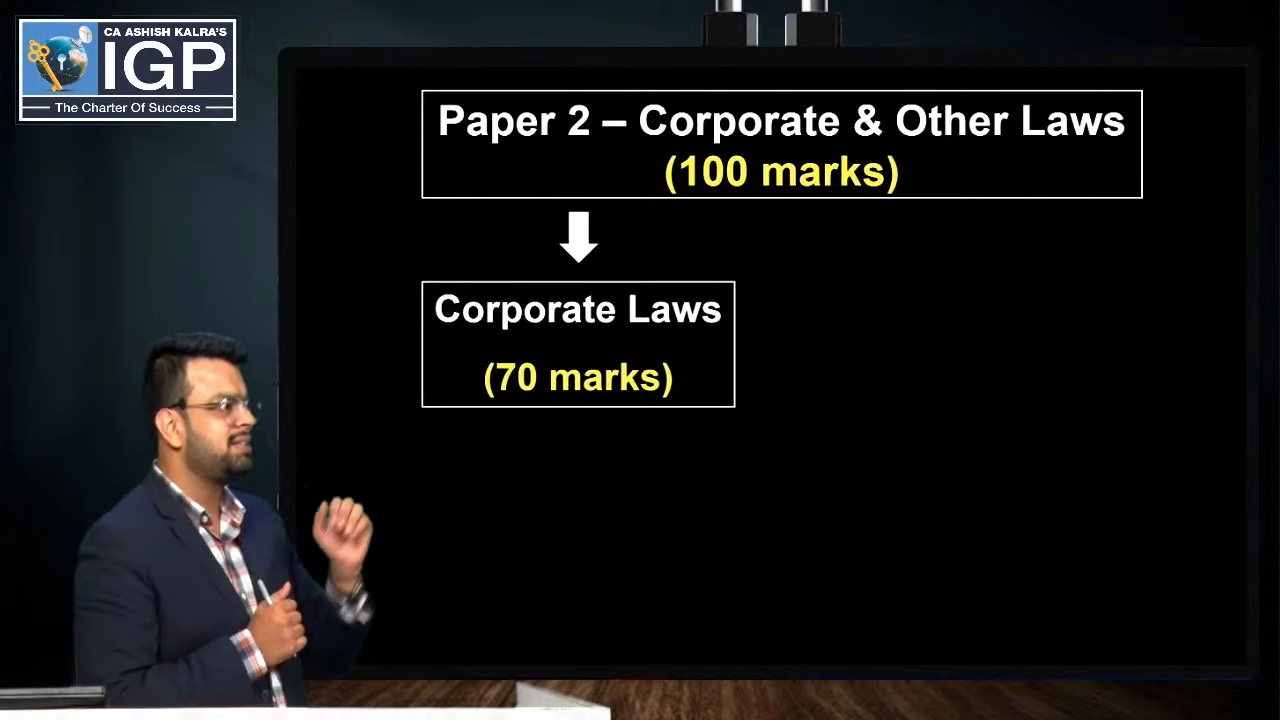 CA ASHISH KALRA'S
IGP
The Charter Of Success
Paper 2 – Corporate & Other Laws
(100 marks)
Corporate Laws
(70 marks)